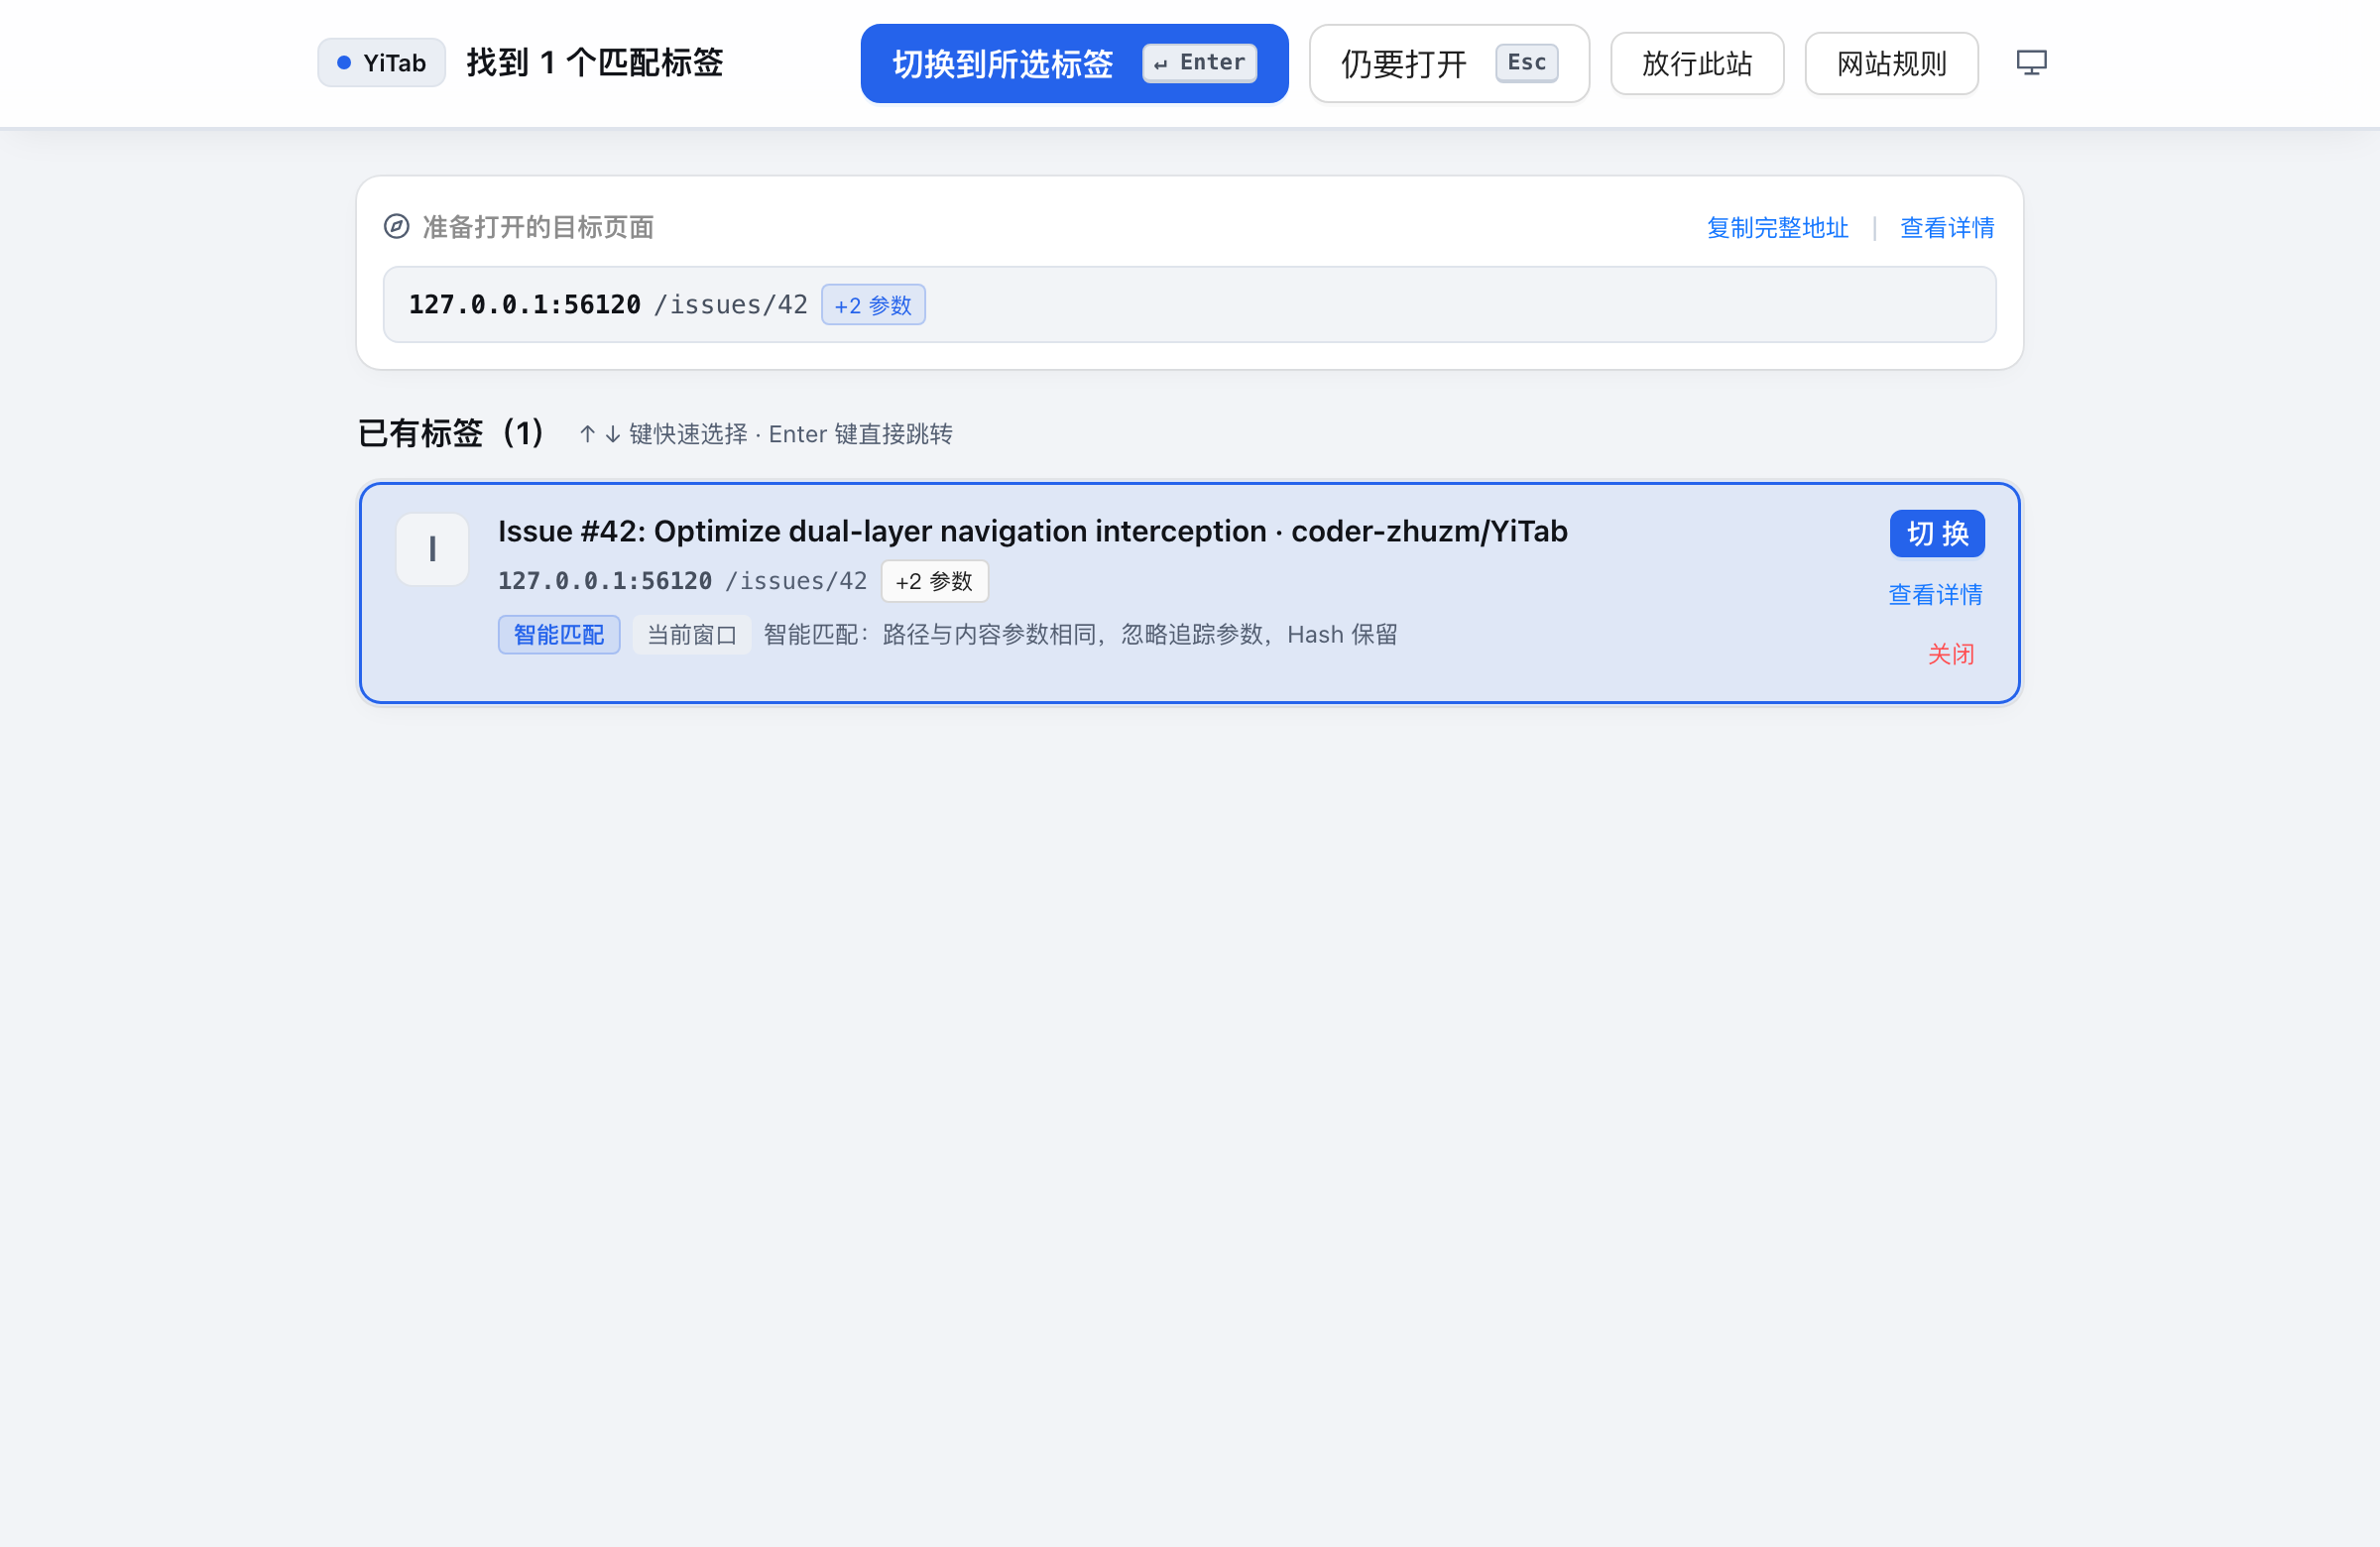 YiTab 找到 1 个匹配标签 切换到所选标签 ↵ Enter 仍要打开 Esc 放行此站 网站规则
准备打开的目标页面 复制完整地址 | 查看详情
127.0.0.1:56120 /issues/42 +2 参数
已有标签（1） ↑ ↓ 键快速选择 · Enter 键直接跳转
I Issue #42: Optimize dual-layer navigation interception · coder-zhuzm/YiTab 切 换
127.0.0.1:56120 /issues/42 +2 参数 查看详情
智能匹配 当前窗口 智能匹配：路径与内容参数相同，忽略追踪参数，Hash 保留
关闭